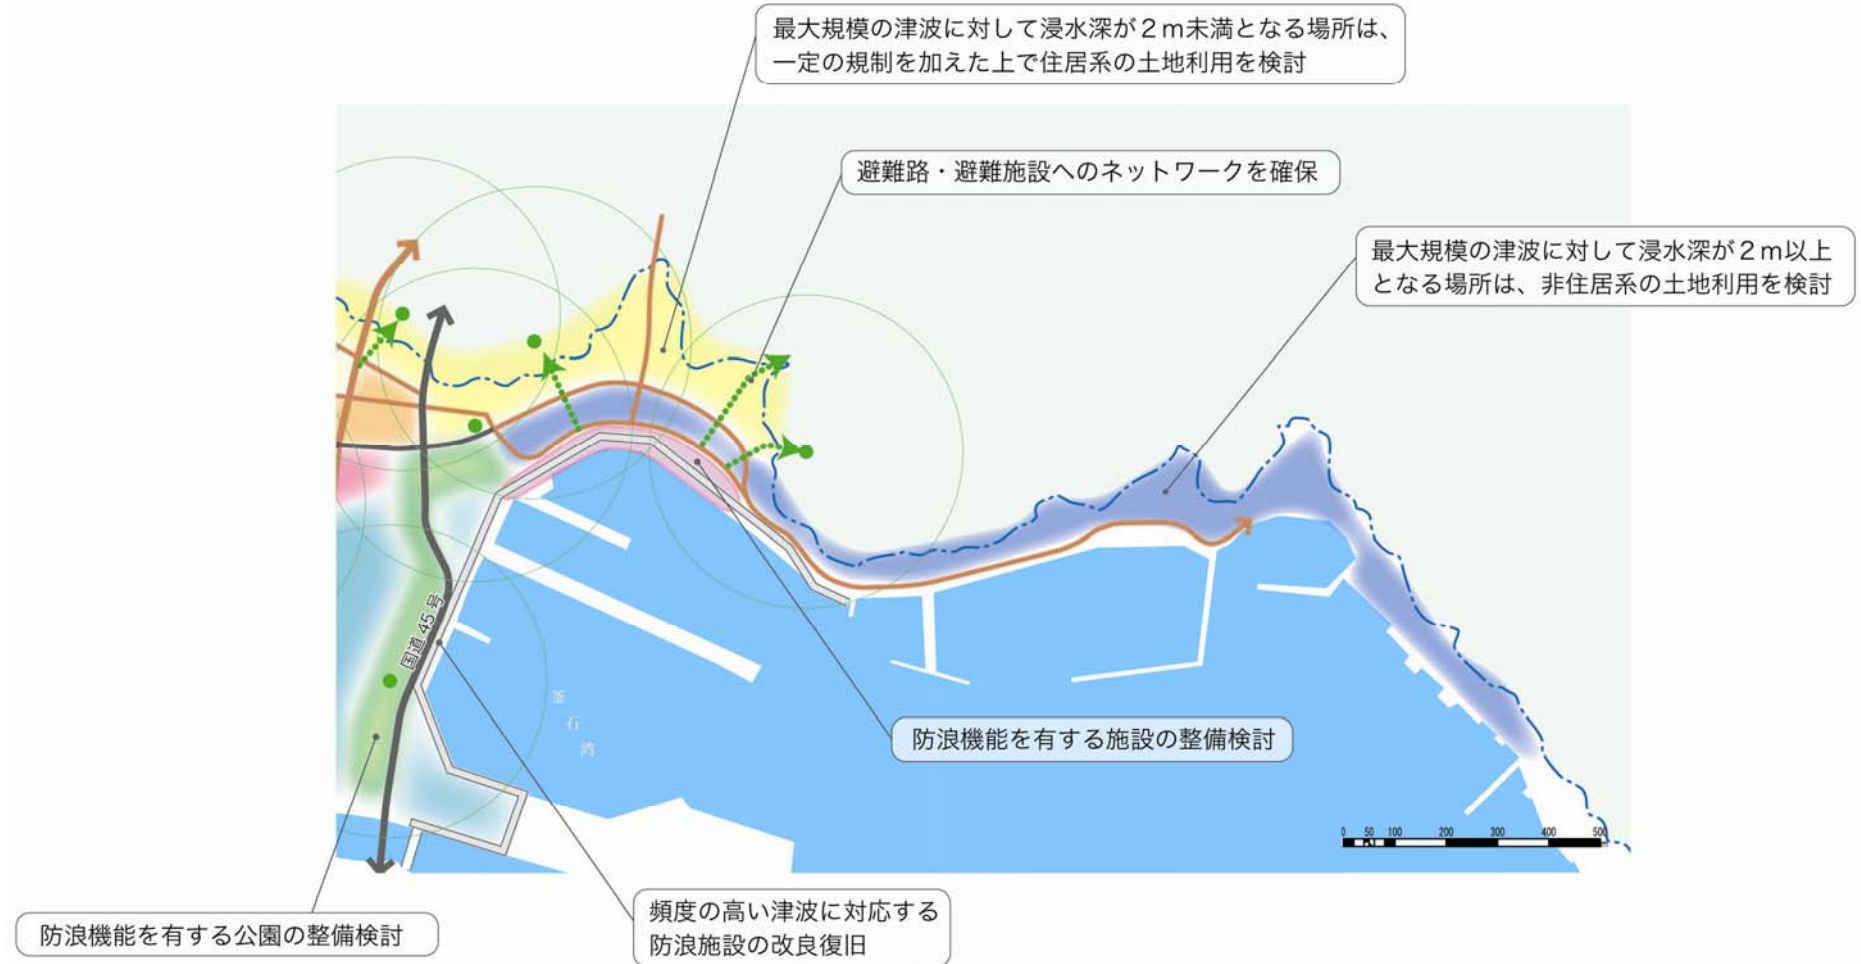 最大規模の津波に対して浸水深が２ｍ未満となる場所は、
一定の規制を加えた上で住居系の土地利用を検討
避難路・避難施設へのネットワークを確保
最大規模の津波に対して浸水深が２ｍ以上
となる場所は、非住居系の土地利用を検討
国道 45 号
釜石湾
防浪機能を有する施設の整備検討
0 50 100 200 300 400 500
防浪機能を有する公園の整備検討
頻度の高い津波に対応する
防浪施設の改良復旧